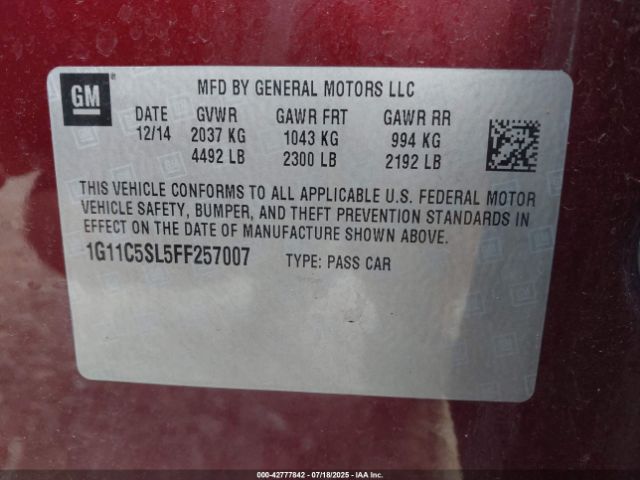 GM
MFD BY GENERAL MOTORS LLC
DATE GVWR GAWR FRT GAWR RR
12/14 2037 KG 1043 KG 994 KG
4492 LB 2300 LB 2192 LB
THIS VEHICLE CONFORMS TO ALL APPLICABLE U.S. FEDERAL MOTOR
VEHICLE SAFETY, BUMPER, AND THEFT PREVENTION STANDARDS IN
EFFECT ON THE DATE OF MANUFACTURE SHOWN ABOVE.
1G11C5SL5FF257007 TYPE: PASS CAR
000-42777842 - 07/18/2025 - IAA Inc.